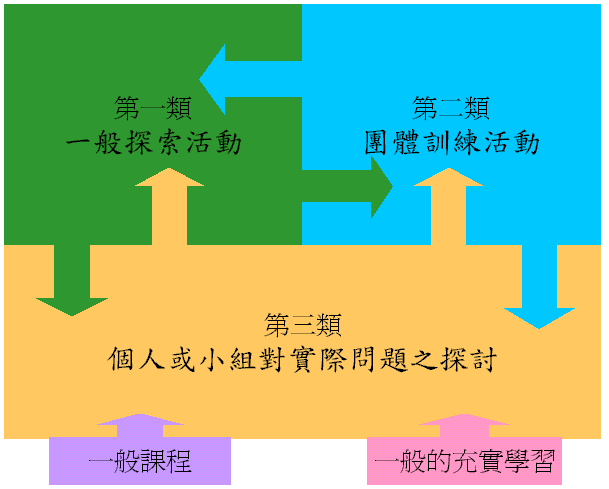 第一類
一般探索活動
第二類
團體訓練活動
第三類
個人或小組對實際問題之探討
一般課程
一般的充實學習